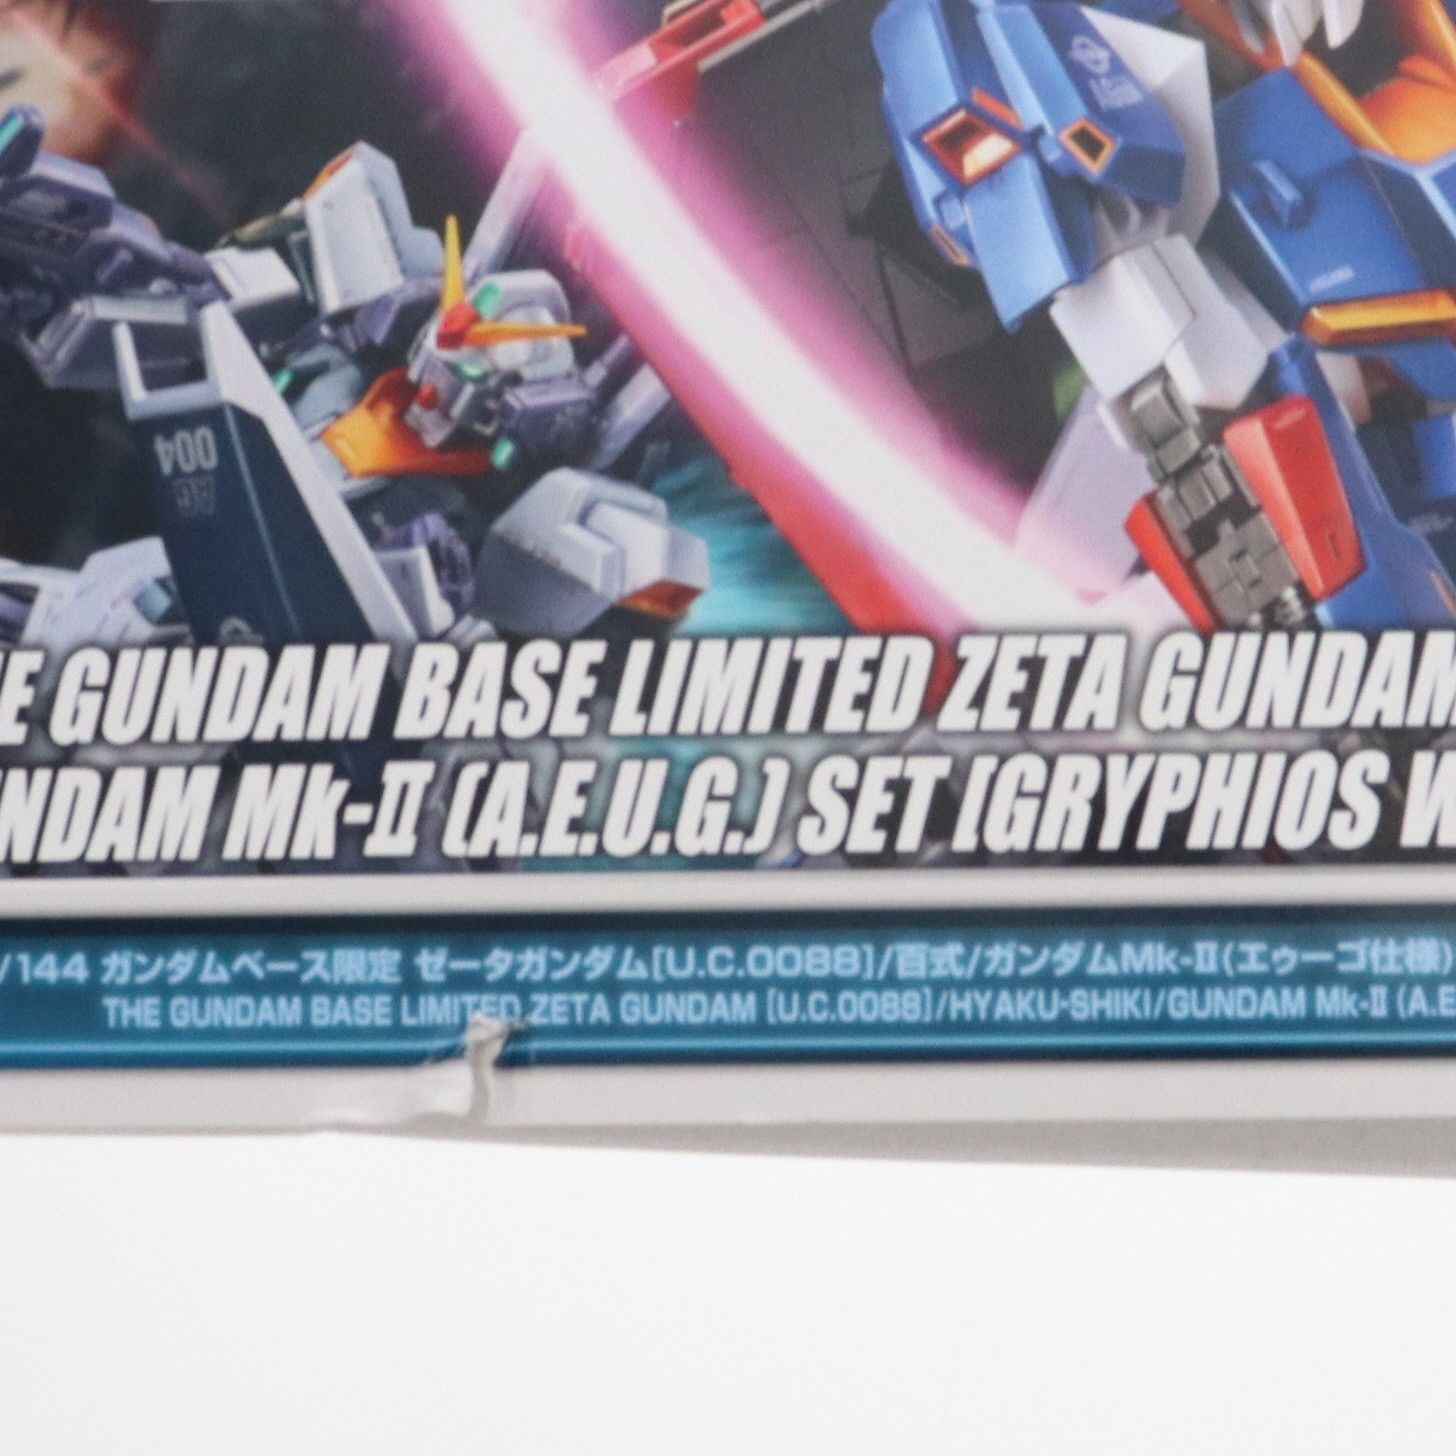 004
AG
E GUNDAM BASE LIMITED ZETA GUNDAM
NDAM Mk-Ⅱ (A.E.U.G.) SET [GRYPHIOS W
/144 ガンダムベース限定 ゼータガンダム[U.C.0088]/百式/ガンダムMk-Ⅱ(エゥーゴ仕様)
THE GUNDAM BASE LIMITED ZETA GUNDAM [U.C.0088]/HYAKU-SHIKI/GUNDAM Mk-Ⅱ (A.E